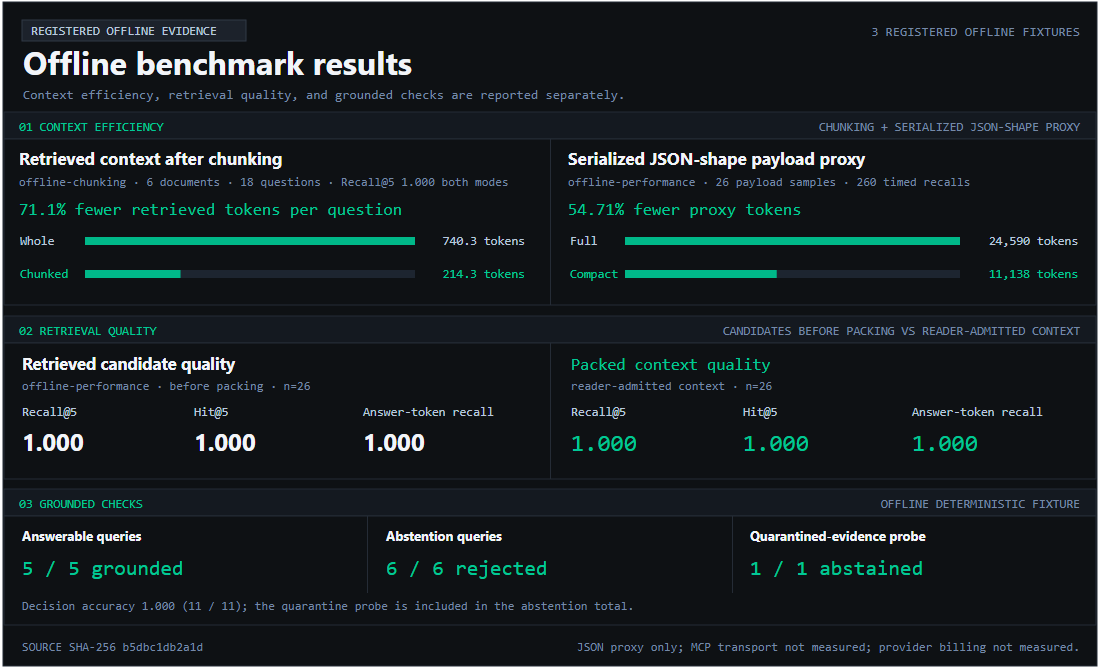 REGISTERED OFFLINE EVIDENCE
3 REGISTERED OFFLINE FIXTURES
Offline benchmark results
Context efficiency, retrieval quality, and grounded checks are reported separately.
01 CONTEXT EFFICIENCY
CHUNKING + SERIALIZED JSON-SHAPE PROXY
Retrieved context after chunking
offline-chunking · 6 documents · 18 questions · Recall@5 1.000 both modes
71.1% fewer retrieved tokens per question
Whole 740.3 tokens
Chunked 214.3 tokens
Serialized JSON-shape payload proxy
offline-performance · 26 payload samples · 260 timed recalls
54.71% fewer proxy tokens
Full 24,590 tokens
Compact 11,138 tokens
02 RETRIEVAL QUALITY
CANDIDATES BEFORE PACKING VS READER-ADMITTED CONTEXT
Retrieved candidate quality
offline-performance · before packing · n=26
Recall@5 Hit@5 Answer-token recall
1.000 1.000 1.000
Packed context quality
reader-admitted context · n=26
Recall@5 Hit@5 Answer-token recall
1.000 1.000 1.000
03 GROUNDED CHECKS
OFFLINE DETERMINISTIC FIXTURE
Answerable queries
5 / 5 grounded
Abstention queries
6 / 6 rejected
Quarantined-evidence probe
1 / 1 abstained
Decision accuracy 1.000 (11 / 11); the quarantine probe is included in the abstention total.
SOURCE SHA-256 b5dbc1db2a1d
JSON proxy only; MCP transport not measured; provider billing not measured.